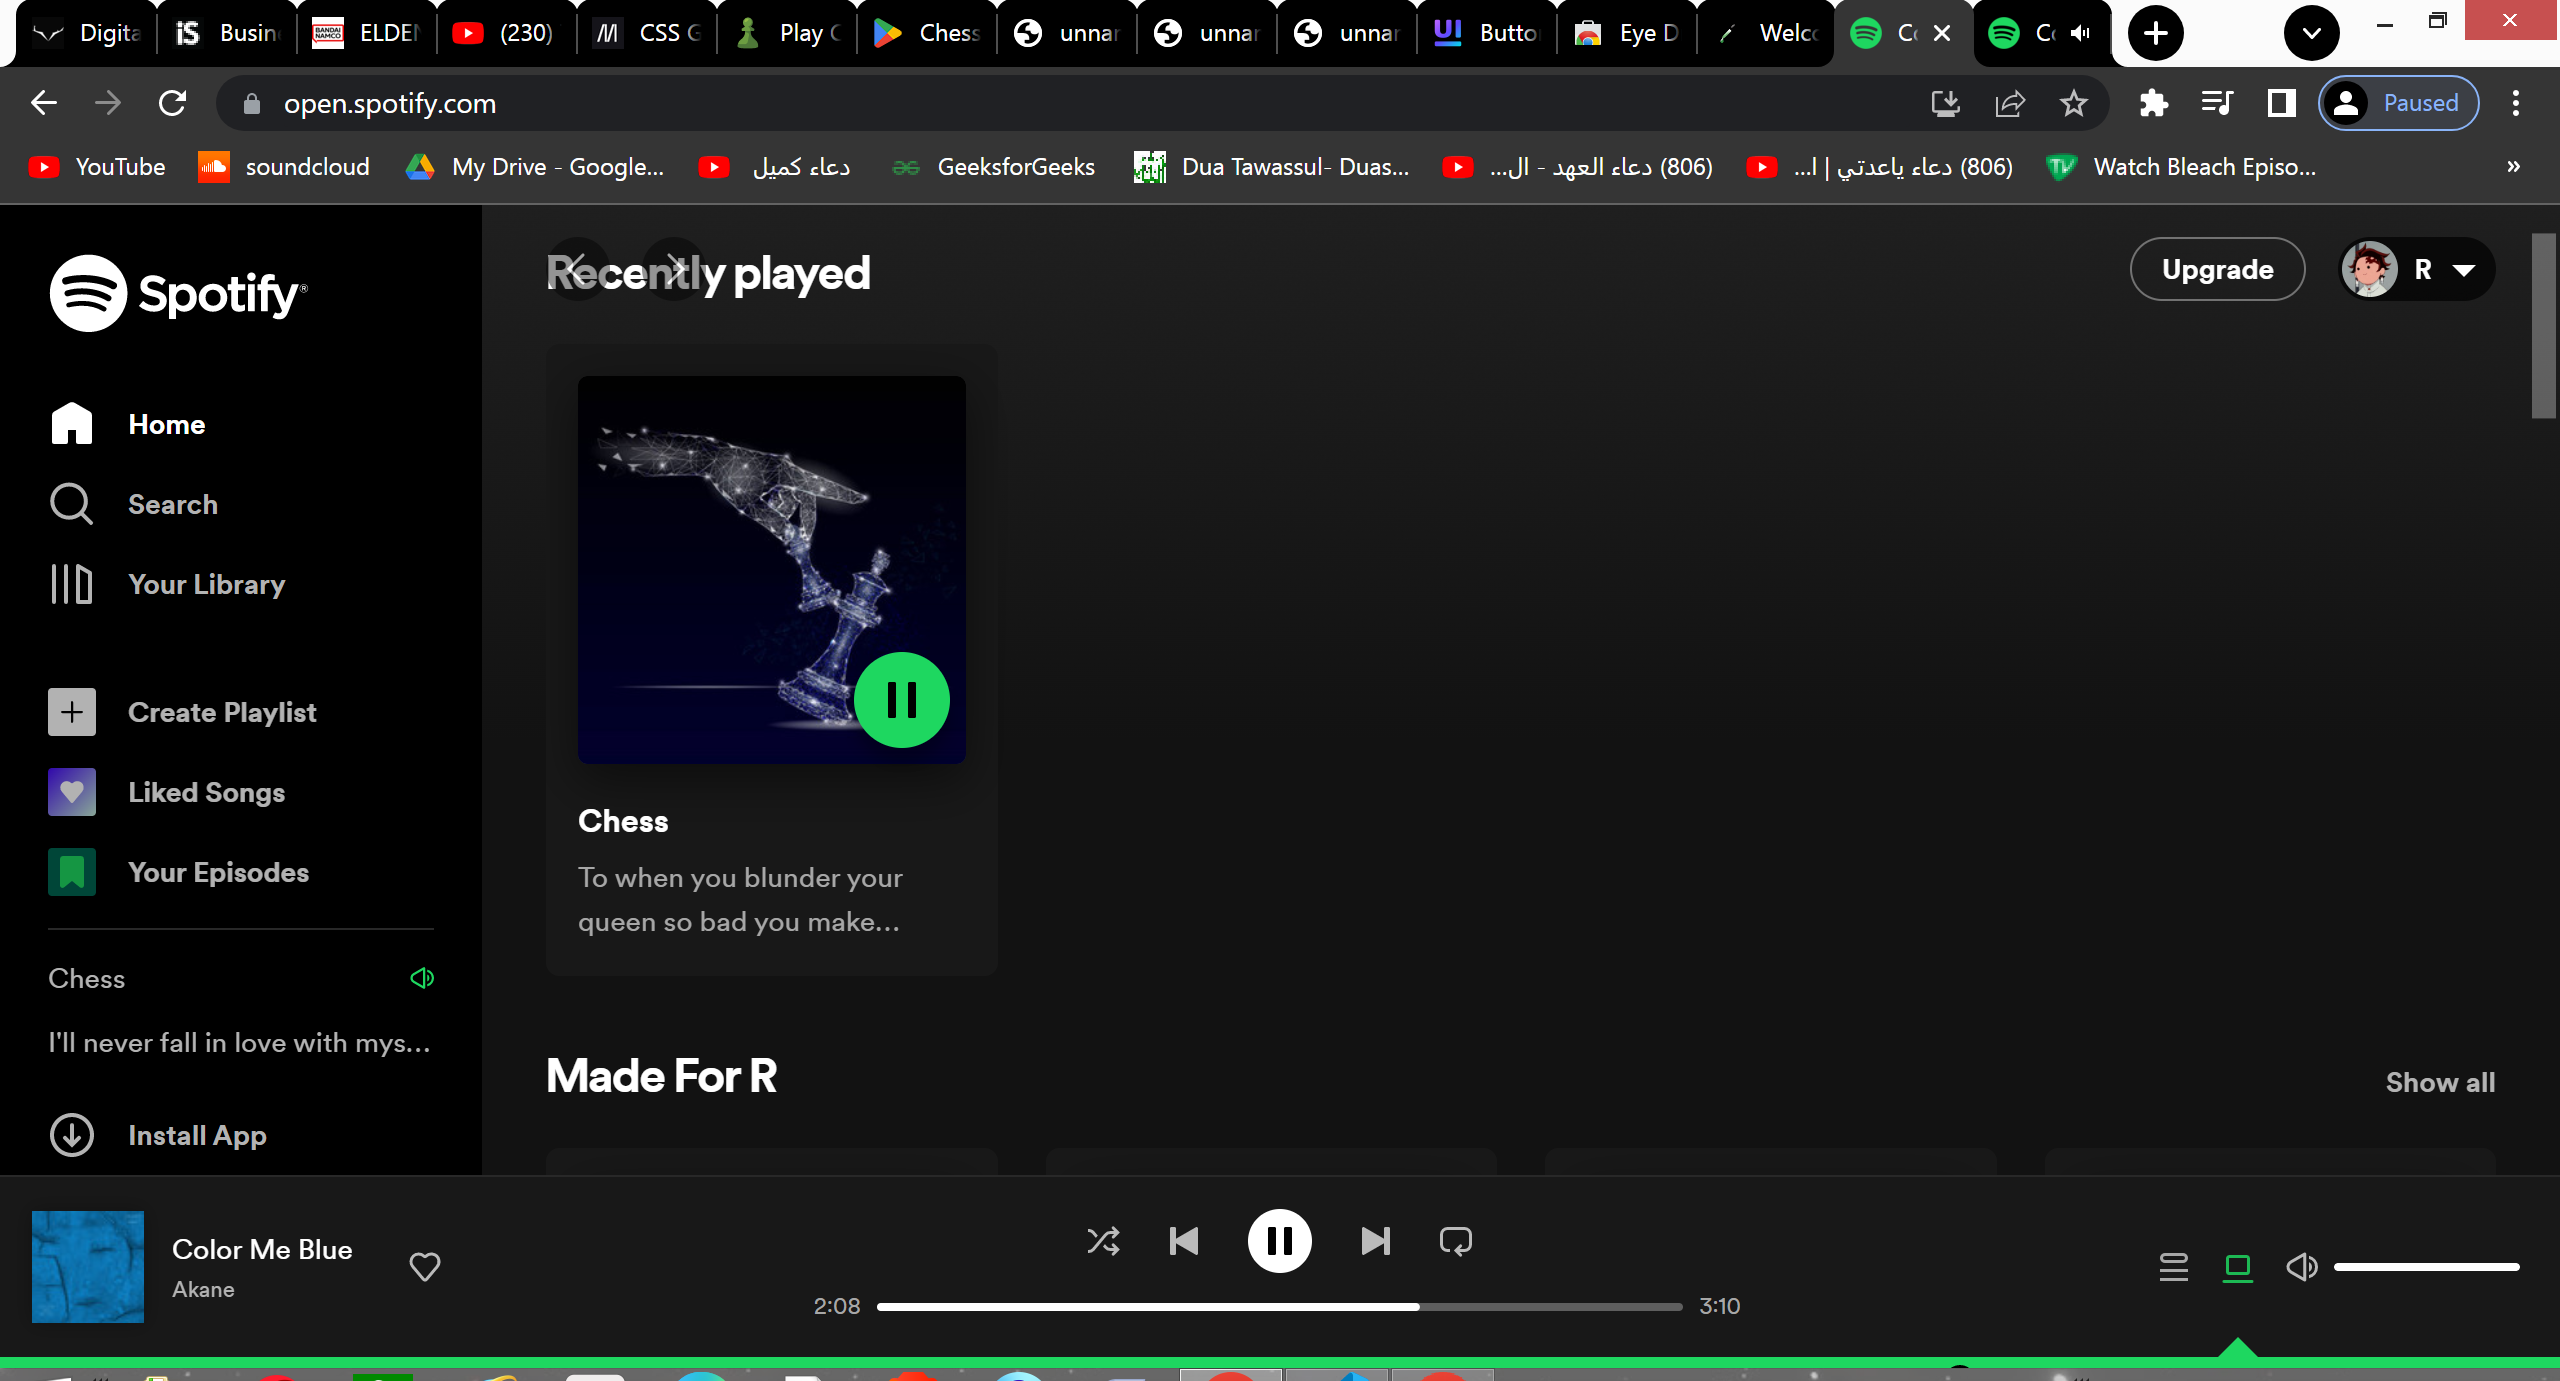 Digita
Busin
ELDEN
(230)
CSS G
Play C
Chess
unnar
unnar
unnar
Butto
Eye D
Welco
Co
Co
open.spotify.com
Paused
YouTube
soundcloud
My Drive - Google...
دعاء كميل
GeeksforGeeks
Dua Tawassul- Duas...
(806) دعاء العهد - ال...
(806) دعاء ياعدتي | ا...
Watch Bleach Episo...
»
Spotify®
Home
Search
Your Library
Create Playlist
Liked Songs
Your Episodes
Chess
I'll never fall in love with mys...
Install App
Recently played
Upgrade
R
Chess
To when you blunder your
queen so bad you make...
Made For R
Show all
Color Me Blue
Akane
2:08
3:10